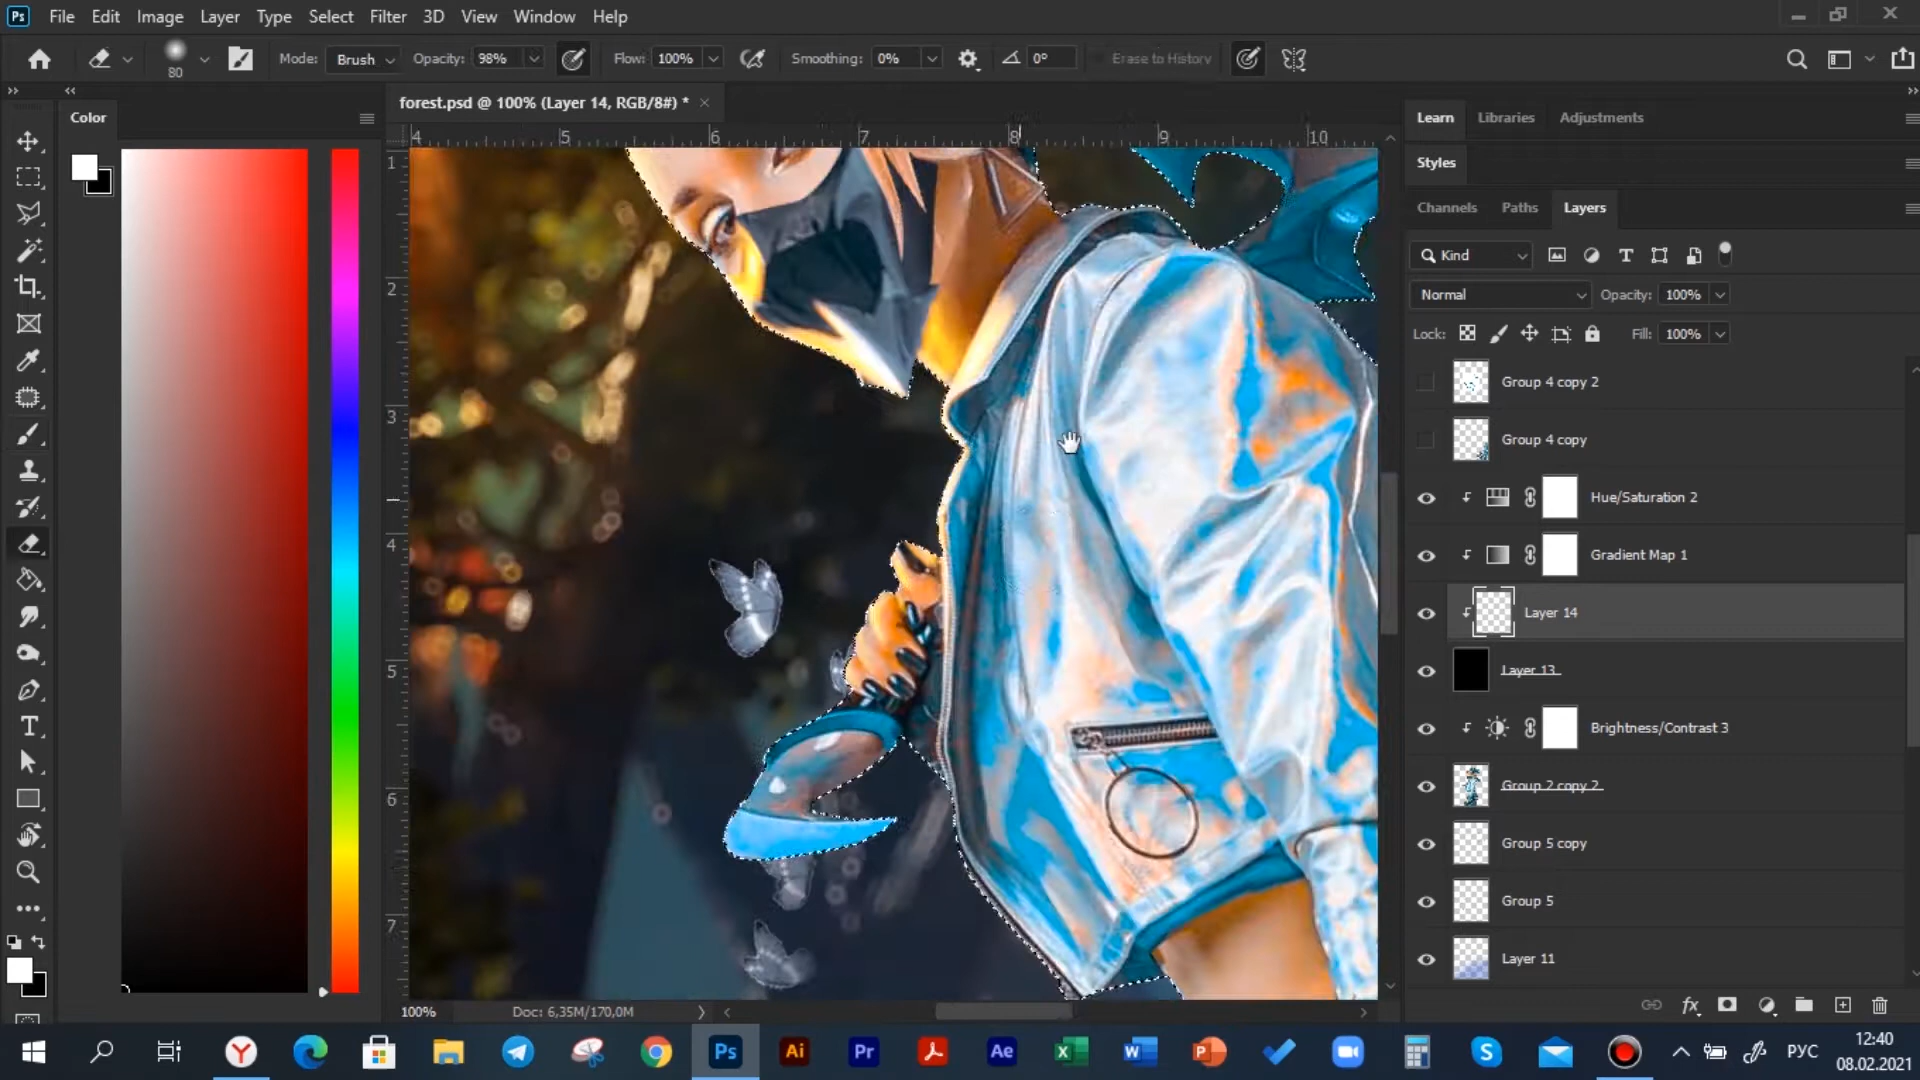 Ps File Edit Image Layer Type Select Filter 3D View Window Help
80 Mode: Brush Opacity: 98% Flow: 100% Smoothing: 0% 0° Erase to History
Color
forest.psd @ 100% (Layer 14, RGB/8#) *
4 5 6 7 8 9 10
1
2
3
4
5
6
7
Learn Libraries Adjustments
Styles
Channels Paths Layers
Kind
Normal Opacity: 100%
Lock: Fill: 100%
Group 4 copy 2
Group 4 copy
Hue/Saturation 2
Gradient Map 1
Layer 14
Layer 13
Brightness/Contrast 3
Group 2 copy 2
Group 5 copy
Group 5
Layer 11
fx
100% Doc: 6,35M/170,0M
Ps Ai Pr Ae РУС
12:40
08.02.2021